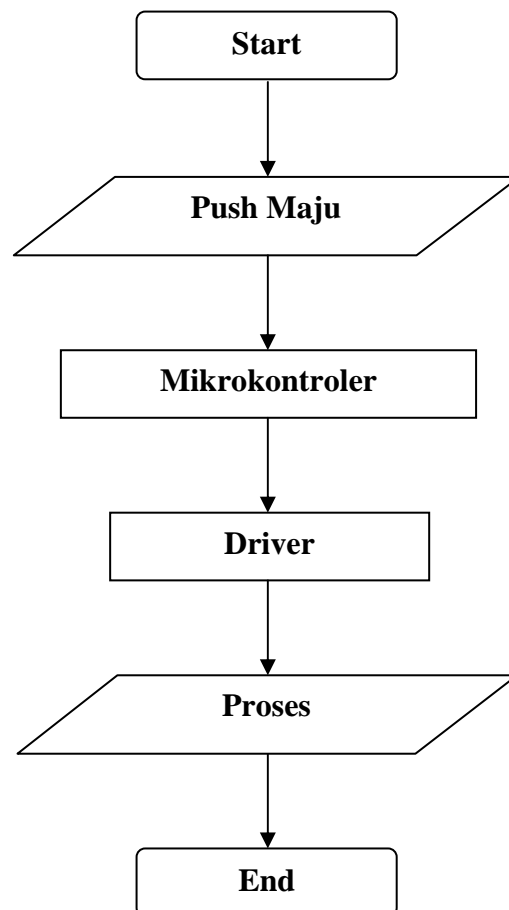 Start
Push Maju
Mikrokontroler
Driver
Proses
End